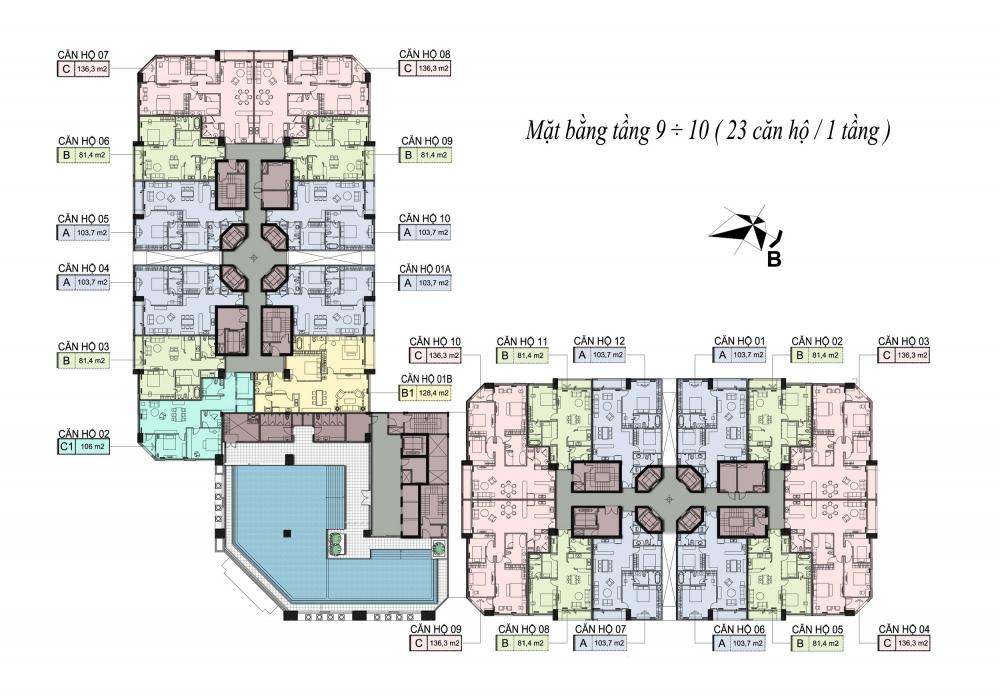 CĂN HỘ 07
C 136,3 m2
CĂN HỘ 08
C 136,3 m2
Mặt bằng tầng 9 ÷ 10 ( 23 căn hộ / 1 tầng )
CĂN HỘ 06
B 81,4 m2
CĂN HỘ 09
B 81,4 m2
CĂN HỘ 05
A 103,7 m2
CĂN HỘ 10
A 103,7 m2
B
CĂN HỘ 04
A 103,7 m2
CĂN HỘ 01A
A 103,7 m2
CĂN HỘ 03
B 81,4 m2
CĂN HỘ 01B
B1 128,4 m2
CĂN HỘ 02
C1 106 m2
CĂN HỘ 10
C 136,3 m2
CĂN HỘ 11
B 81,4 m2
CĂN HỘ 12
A 103,7 m2
CĂN HỘ 01
A 103,7 m2
CĂN HỘ 02
B 81,4 m2
CĂN HỘ 03
C 136,3 m2
CĂN HỘ 09
C 136,3 m2
CĂN HỘ 08
B 81,4 m2
CĂN HỘ 07
A 103,7 m2
CĂN HỘ 06
A 103,7 m2
CĂN HỘ 05
B 81,4 m2
CĂN HỘ 04
C 136,3 m2